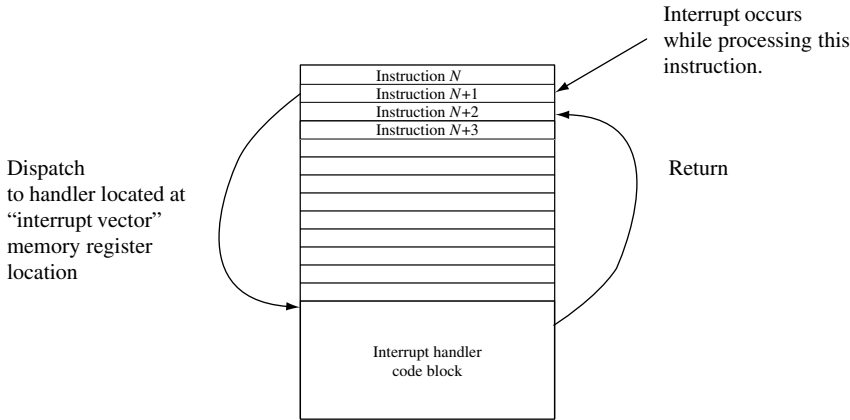 Interrupt occurs
while processing this
instruction.
Instruction N
Instruction N+1
Instruction N+2
Instruction N+3
Dispatch
to handler located at
“interrupt vector”
memory register
location
Return
Interrupt handler
code block